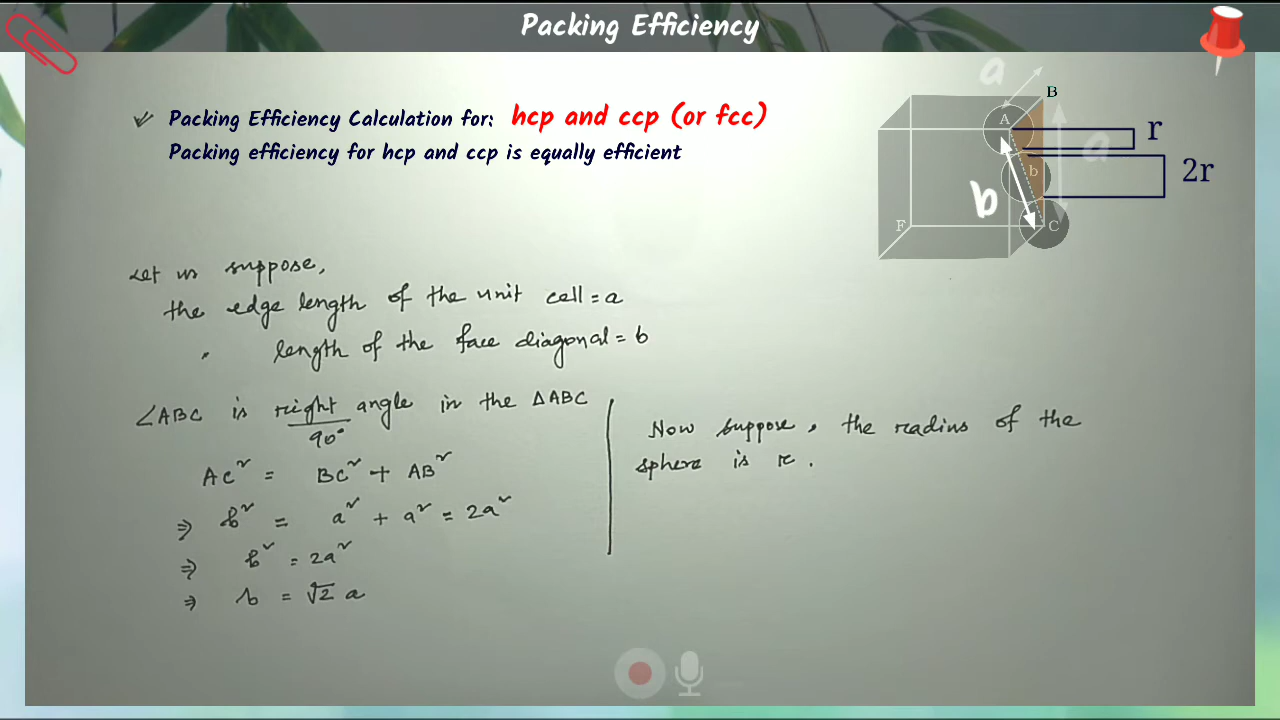 Packing Efficiency
Packing Efficiency Calculation for: hcp and ccp (or fcc)
Packing efficiency for hcp and ccp is equally efficient
a
B
A
r
a
b
2r
b
F
C
Let us suppose,
the edge length of the unit cell = a
length of the face diagonal = b
∠ABC is right angle in the ΔABC
90°
AC² = BC² + AB²
⇒ b² = a² + a² = 2a²
⇒ b² = 2a²
⇒ b = √2 a
Now suppose, the radius of the
sphere is r.